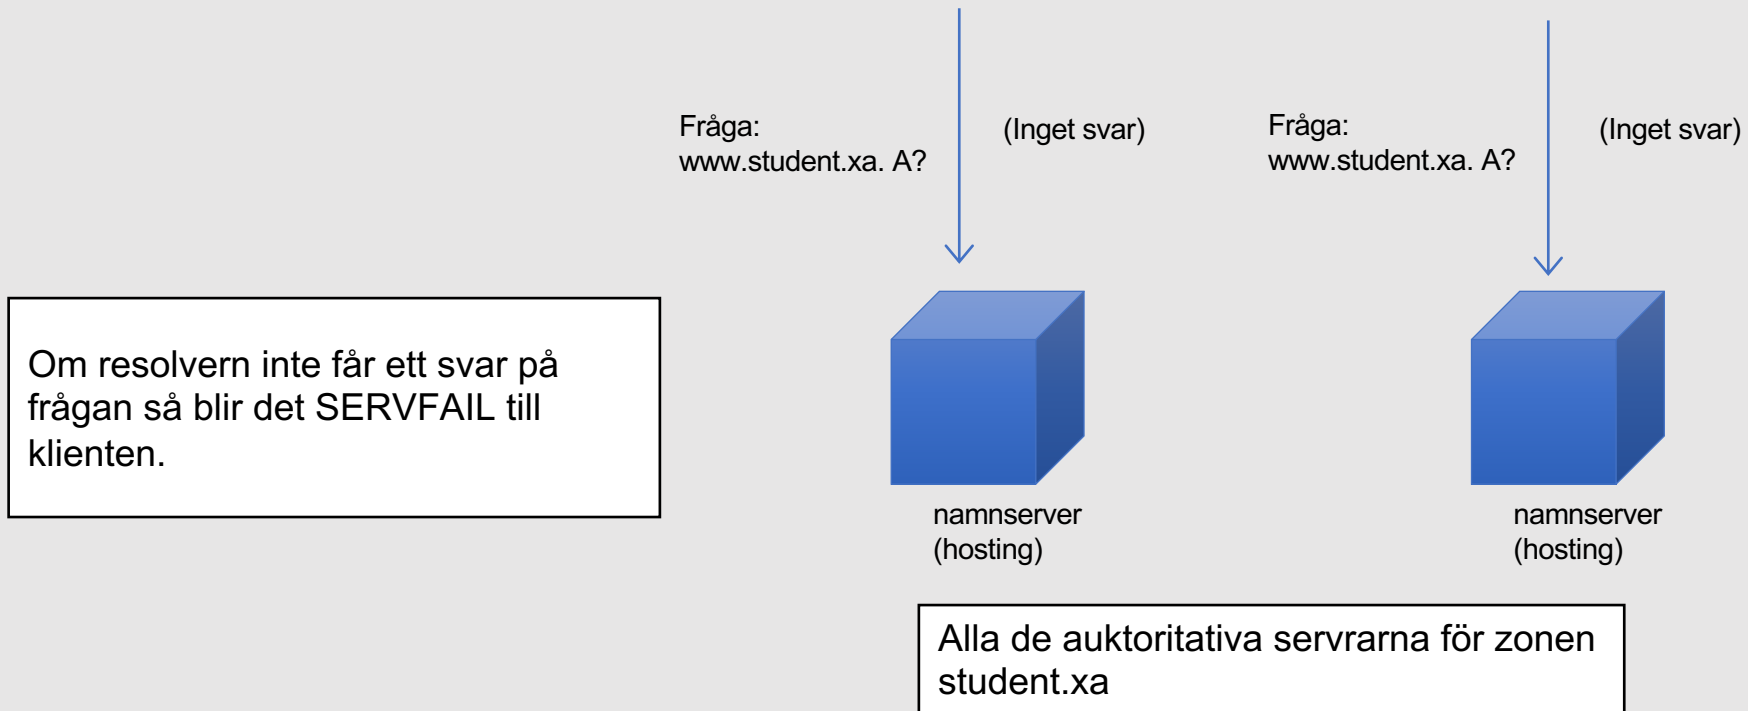 Fråga:
www.student.xa. A?
(Inget svar)
Fråga:
www.student.xa. A?
(Inget svar)
Om resolvern inte får ett svar på
frågan så blir det SERVFAIL till
klienten.
namnserver
(hosting)
namnserver
(hosting)
Alla de auktoritativa servrarna för zonen
student.xa